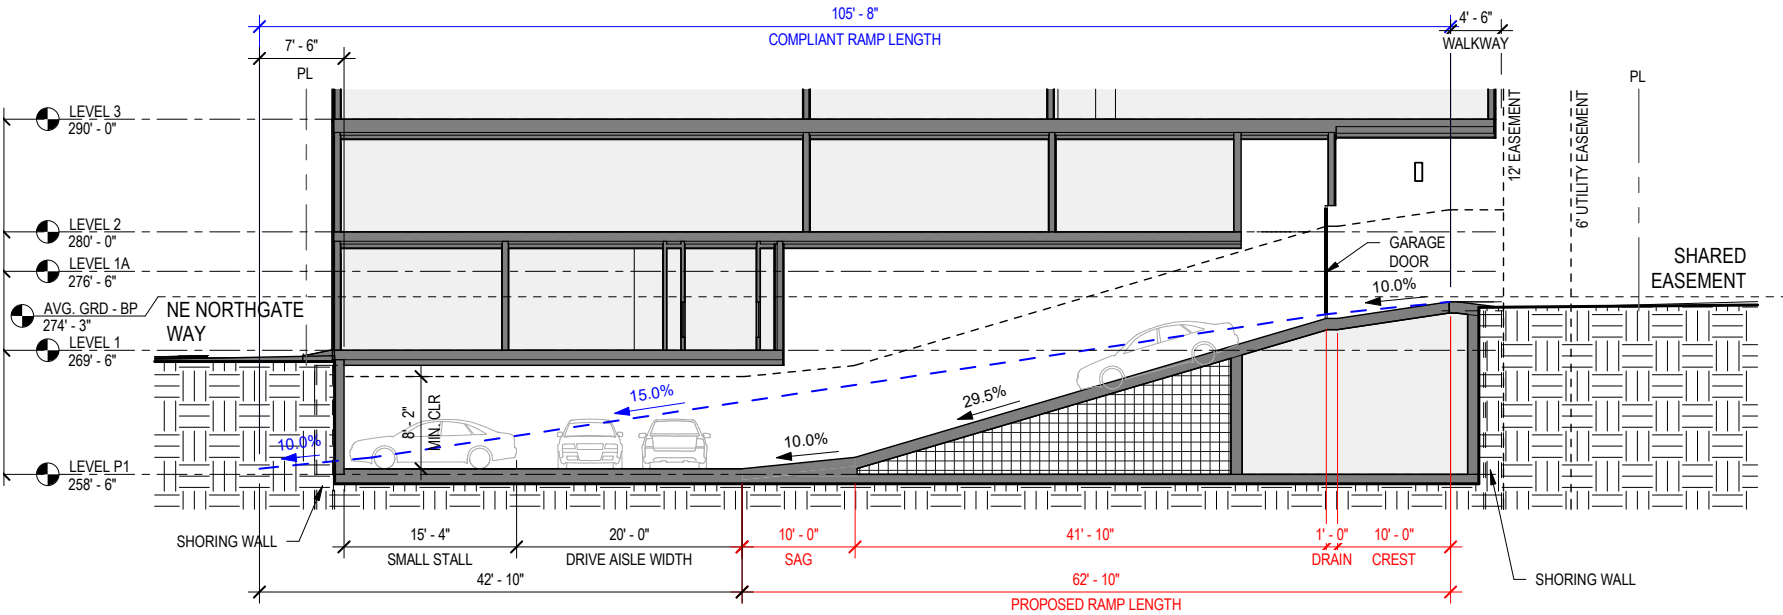 105' - 8"
COMPLIANT RAMP LENGTH
4' - 6"
WALKWAY
7' - 6"
PL
PL
LEVEL 3
290' - 0"
12' EASEMENT
6' UTILITY EASEMENT
LEVEL 2
280' - 0"
GARAGE
DOOR
SHARED
EASEMENT
LEVEL 1A
276' - 6"
10.0%
AVG. GRD - BP
274' - 3"
NE NORTHGATE
WAY
LEVEL 1
269' - 6"
15.0%
29.5%
8' - 2"
MIN. CLR
10.0%
10.0%
LEVEL P1
258' - 6"
SHORING WALL
15' - 4"
SMALL STALL
20' - 0"
DRIVE AISLE WIDTH
10' - 0"
SAG
41' - 10"
1' - 0"
DRAIN
10' - 0"
CREST
42' - 10"
62' - 10"
PROPOSED RAMP LENGTH
SHORING WALL